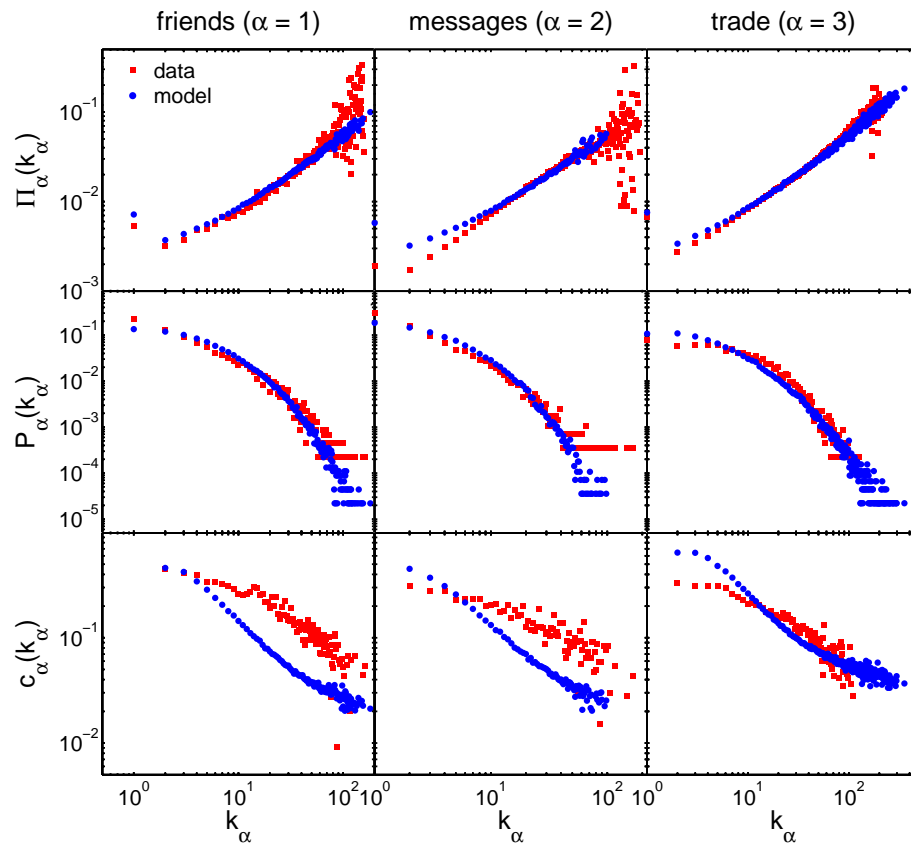 friends (α = 1) messages (α = 2) trade (α = 3)
data
model
Π_α(k_α)
10^-1
10^-2
10^-3
P_α(k_α)
10^-1
10^-2
10^-3
10^-4
10^-5
c_α(k_α)
10^-1
10^-2
10^0 10^1 10^2 10^0 10^1 10^2 10^1 10^2
k_α k_α k_α